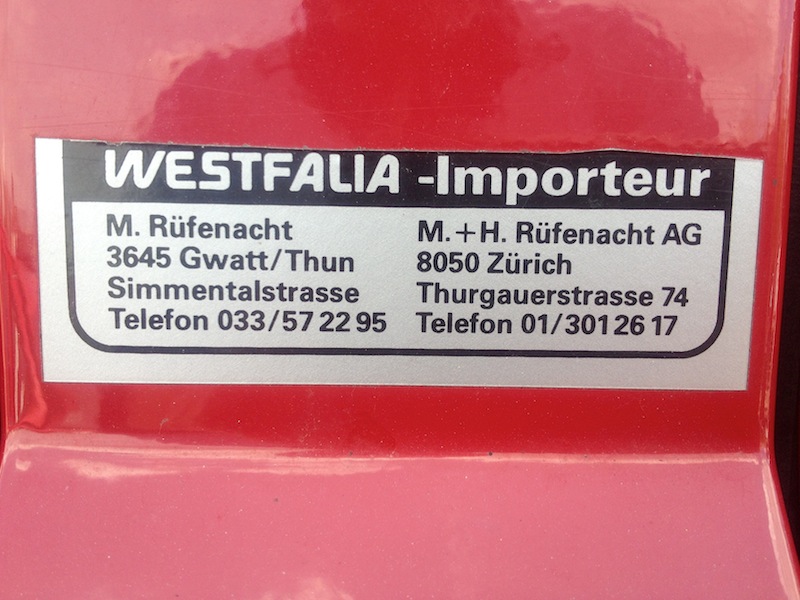 WESTFALIA -Importeur
M. Rüfenacht
3645 Gwatt/Thun
Simmentalstrasse
Telefon 033/57 22 95
M.+H. Rüfenacht AG
8050 Zürich
Thurgauerstrasse 74
Telefon 01/301 26 17